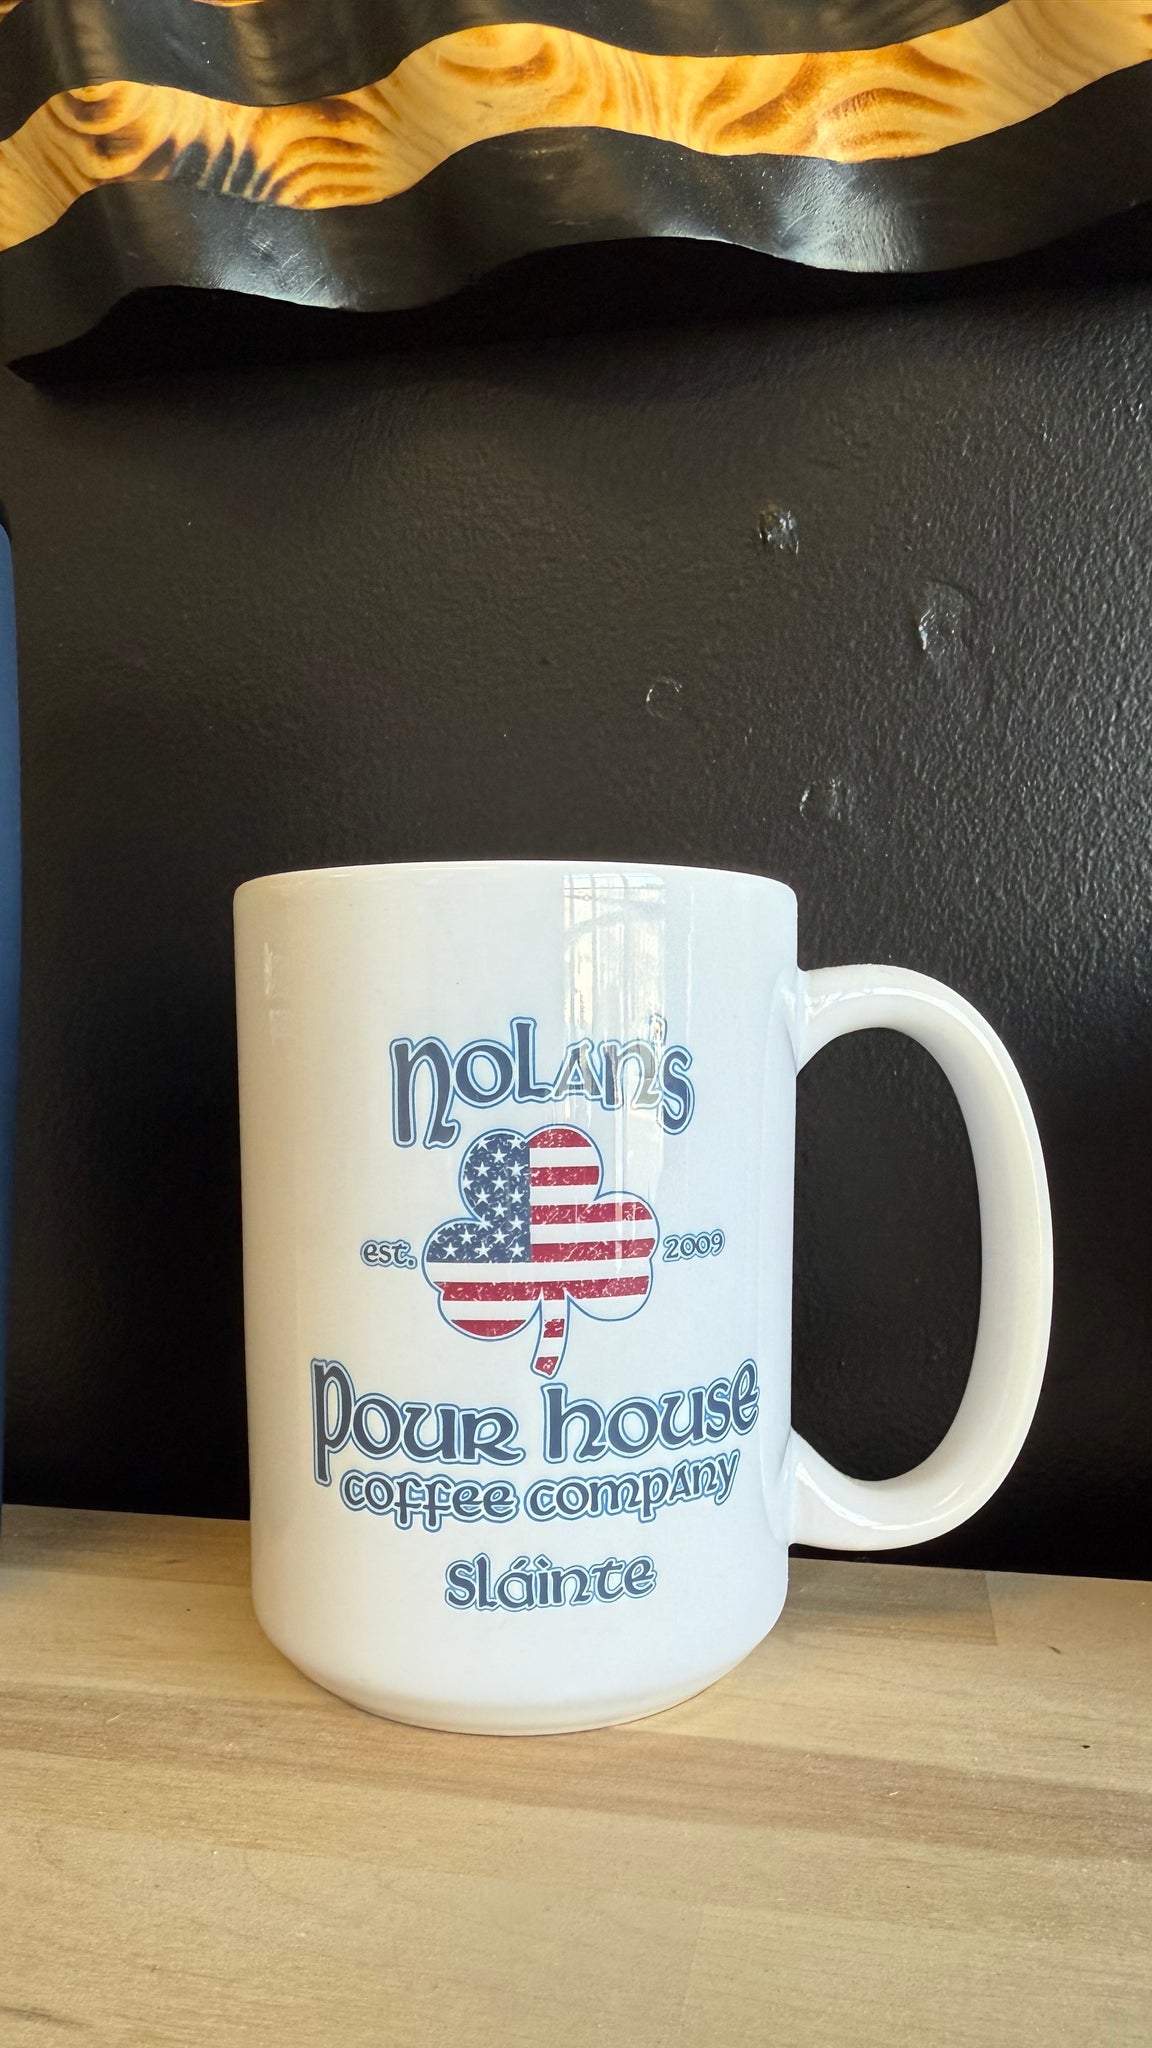 Nolan's
est. 2009
Pour House
coffee company
Sláinte